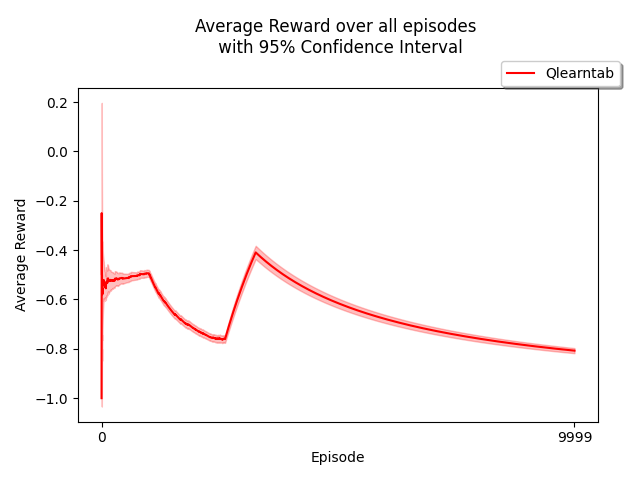 Average Reward over all episodes
with 95% Confidence Interval
Qlearntab
0.2
0.0
−0.2
−0.4
−0.6
−0.8
−1.0
Average Reward
0
9999
Episode